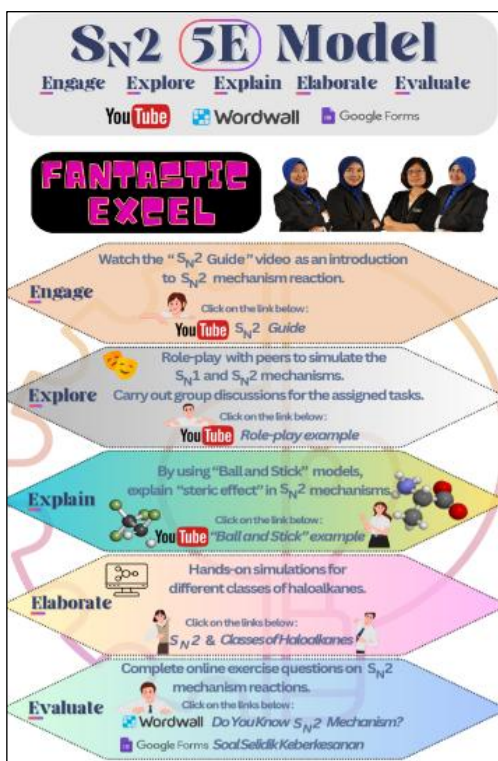 SN2 5E Model
Engage Explore Explain Elaborate Evaluate
YouTube Wordwall Google Forms
FANTASTIC
EXCEL
Watch the "SN2 Guide" video as an introduction
to SN2 mechanism reaction.
Engage
Click on the link below :
YouTube SN2 Guide
Role-play with peers to simulate the
SN1 and SN2 mechanisms.
Explore
Carry out group discussions for the assigned tasks.
Click on the link below :
YouTube Role-play example
By using "Ball and Stick" models,
Explain
explain "steric effect" in SN2 mechanisms.
Click on the link below :
YouTube "Ball and Stick" example
Hands-on simulations for
different classes of haloalkanes.
Elaborate
Click on the links below :
SN2 & Classes of Haloalkanes
Complete online exercise questions on SN2
mechanism reactions.
Click on the links below :
Evaluate
Wordwall Do You Know SN2 Mechanism?
Google Forms Soal Selidik Keberkesanan